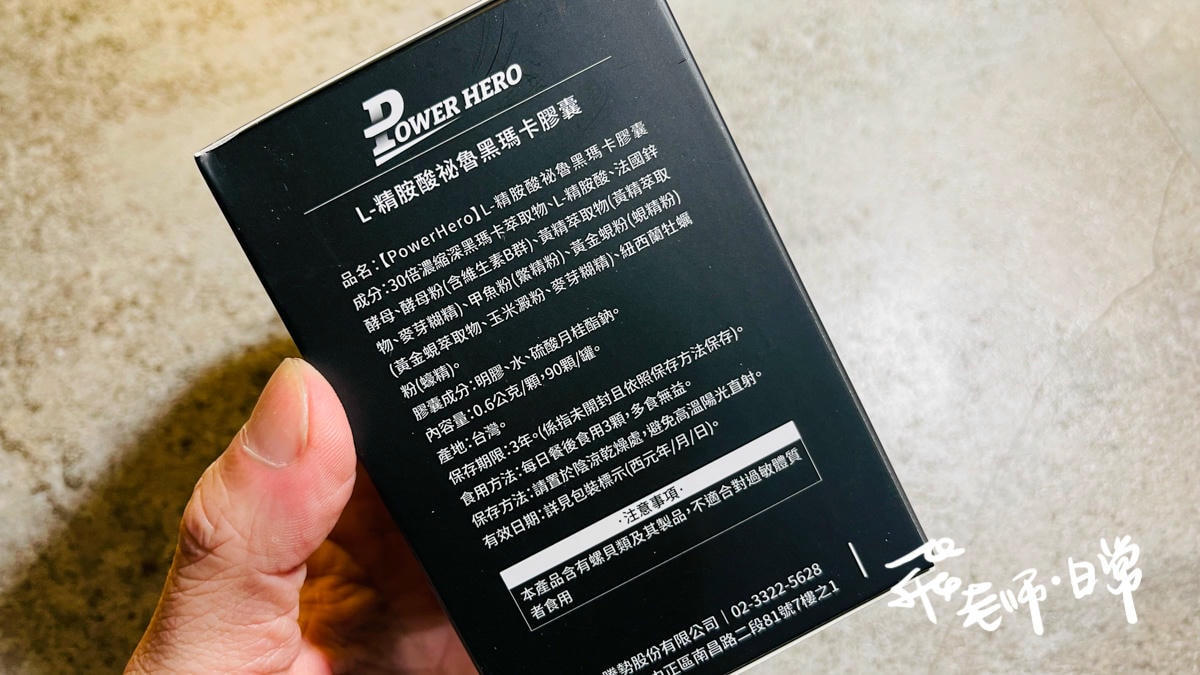 POWER HERO
L-精胺酸祕魯黑瑪卡膠囊
品名:【PowerHero】L-精胺酸祕魯黑瑪卡膠囊
成分:30倍濃縮深黑瑪卡萃取物、L-精胺酸、法國鋅
酵母、酵母粉(含維生素B群)、黃精萃取物(黃精萃取
物、麥芽糊精)、甲魚粉(鱉精粉)、黃金蜆粉(蜆精粉)
(黃金蜆萃取物、玉米澱粉、麥芽糊精)、紐西蘭牡蠣
粉(蠔精)。
膠囊成分:明膠、水、硫酸月桂酯鈉。
內容量:0.6公克/顆,90顆/罐。
產地:台灣。
保存期限:3年。(係指未開封且依照保存方法保存)。
食用方法:每日餐後食用3顆,多食無益。
保存方法:請置於陰涼乾燥處,避免高溫陽光直射。
有效日期:詳見包裝標示(西元年/月/日)。
·注意事項·
本產品含有螺貝類及其製品,不適合對過敏體質
者食用
勝勢股份有限公司|02-3322-5628
中正區南昌路二段81號7樓之1
飛老師·日常